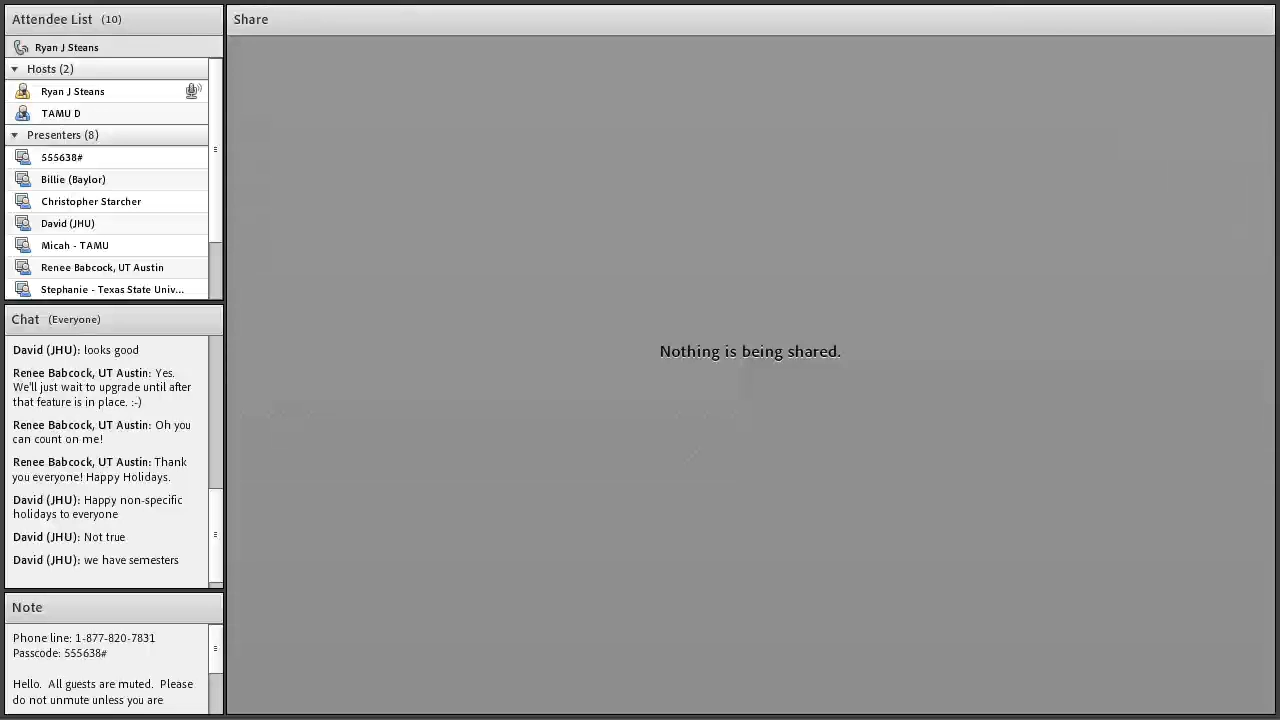 Attendee List (10)
Ryan J Steans
Hosts (2)
Ryan J Steans
TAMU D
Presenters (8)
555638#
Billie (Baylor)
Christopher Starcher
David (JHU)
Micah - TAMU
Renee Babcock, UT Austin
Stephanie - Texas State Univ...
Chat (Everyone)
David (JHU): looks good
Renee Babcock, UT Austin: Yes.
We'll just wait to upgrade until after
that feature is in place. :-)
Renee Babcock, UT Austin: Oh you
can count on me!
Renee Babcock, UT Austin: Thank
you everyone! Happy Holidays.
David (JHU): Happy non-specific
holidays to everyone
David (JHU): Not true
David (JHU): we have semesters
Note
Phone line: 1-877-820-7831
Passcode: 555638#
Hello. All guests are muted. Please
do not unmute unless you are
Share
Nothing is being shared.